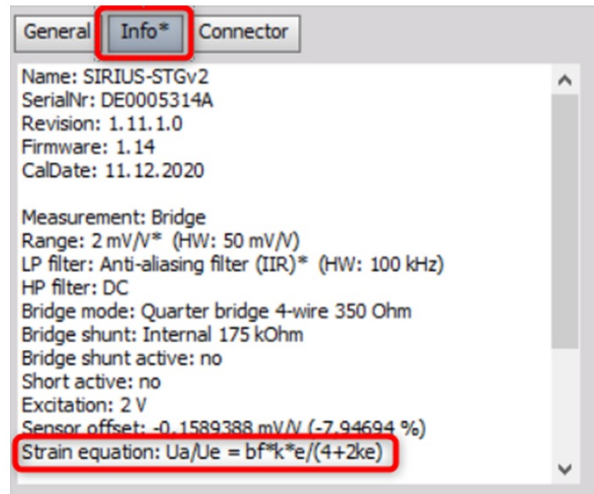 General Info* Connector
Name: SIRIUS-STGv2
SerialNr: DE0005314A
Revision: 1.11.1.0
Firmware: 1.14
CalDate: 11.12.2020
Measurement: Bridge
Range: 2 mV/V* (HW: 50 mV/V)
LP filter: Anti-aliasing filter (IIR)* (HW: 100 kHz)
HP filter: DC
Bridge mode: Quarter bridge 4-wire 350 Ohm
Bridge shunt: Internal 175 kOhm
Bridge shunt active: no
Short active: no
Excitation: 2 V
Sensor offset: -0.1589388 mV/V (-7.94694 %)
Strain equation: Ua/Ue = bf*k*e/(4+2ke)